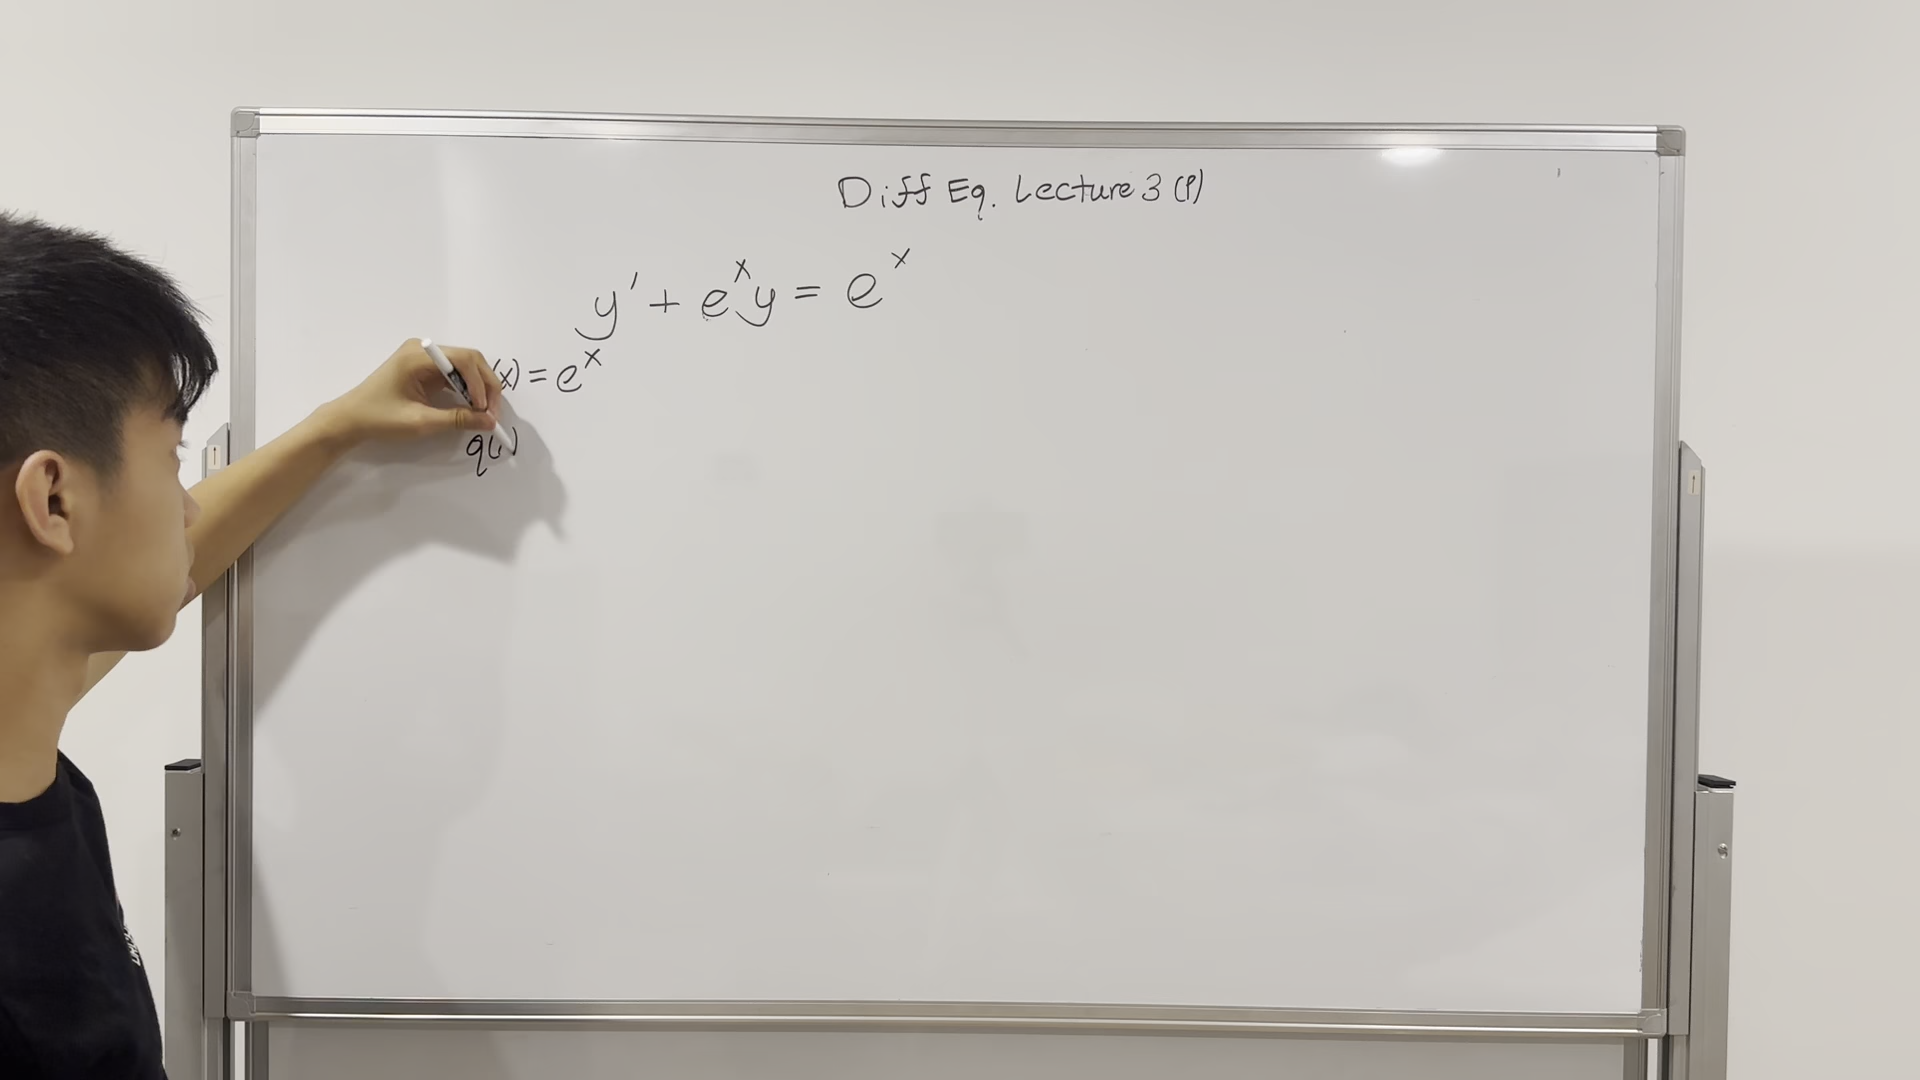 Diff Eq. Lecture 3 (P)
y' + e^x y = e^x
(x) = e^x
q( )